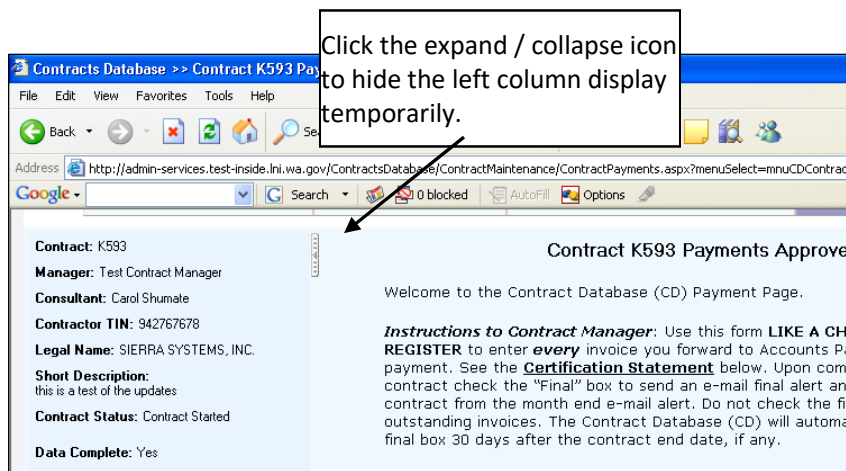 Click the expand / collapse icon
to hide the left column display
temporarily.
Contracts Database >> Contract K593 Pay
File Edit View Favorites Tools Help
Back
Address http://admin-services.test-inside.lni.wa.gov/ContractsDatabase/ContractMaintenance/ContractPayments.aspx?menuSelect=mnuCDContrac
Google Search 0 blocked AutoFill Options
Contract: K593
Manager: Test Contract Manager
Consultant: Carol Shumate
Contractor TIN: 942767678
Legal Name: SIERRA SYSTEMS, INC.
Short Description:
this is a test of the updates
Contract Status: Contract Started
Data Complete: Yes
Contract K593 Payments Approve
Welcome to the Contract Database (CD) Payment Page.
Instructions to Contract Manager: Use this form LIKE A CH
REGISTER to enter every invoice you forward to Accounts Pa
payment. See the Certification Statement below. Upon com
contract check the "Final" box to send an e-mail final alert an
contract from the month end e-mail alert. Do not check the fi
outstanding invoices. The Contract Database (CD) will automa
final box 30 days after the contract end date, if any.